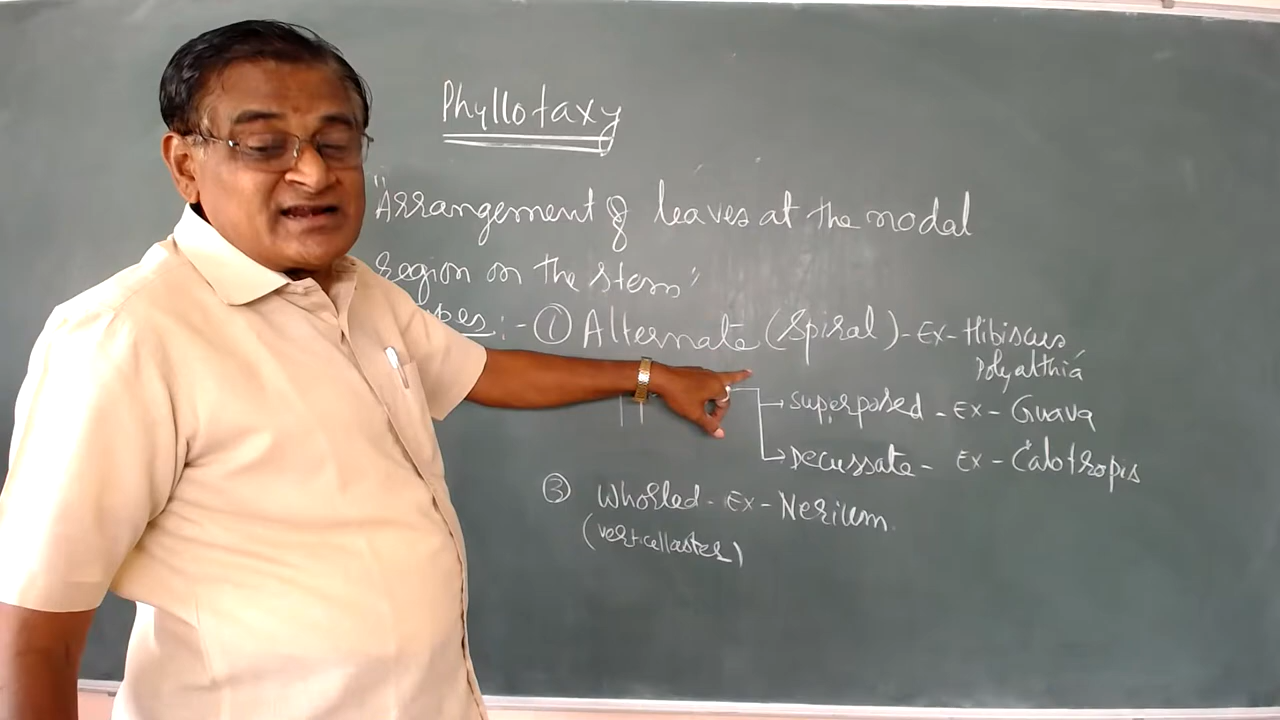 Phyllotaxy
"Arrangement of leaves at the nodal
region on the stem"
:- ① Alternate (Spiral) - Ex - Hibiscus,
Polyalthia
→ superposed - Ex - Guava
→ Decussate - Ex - Calotropis
③ Whorled - Ex - Nerium.
(verticellaster)